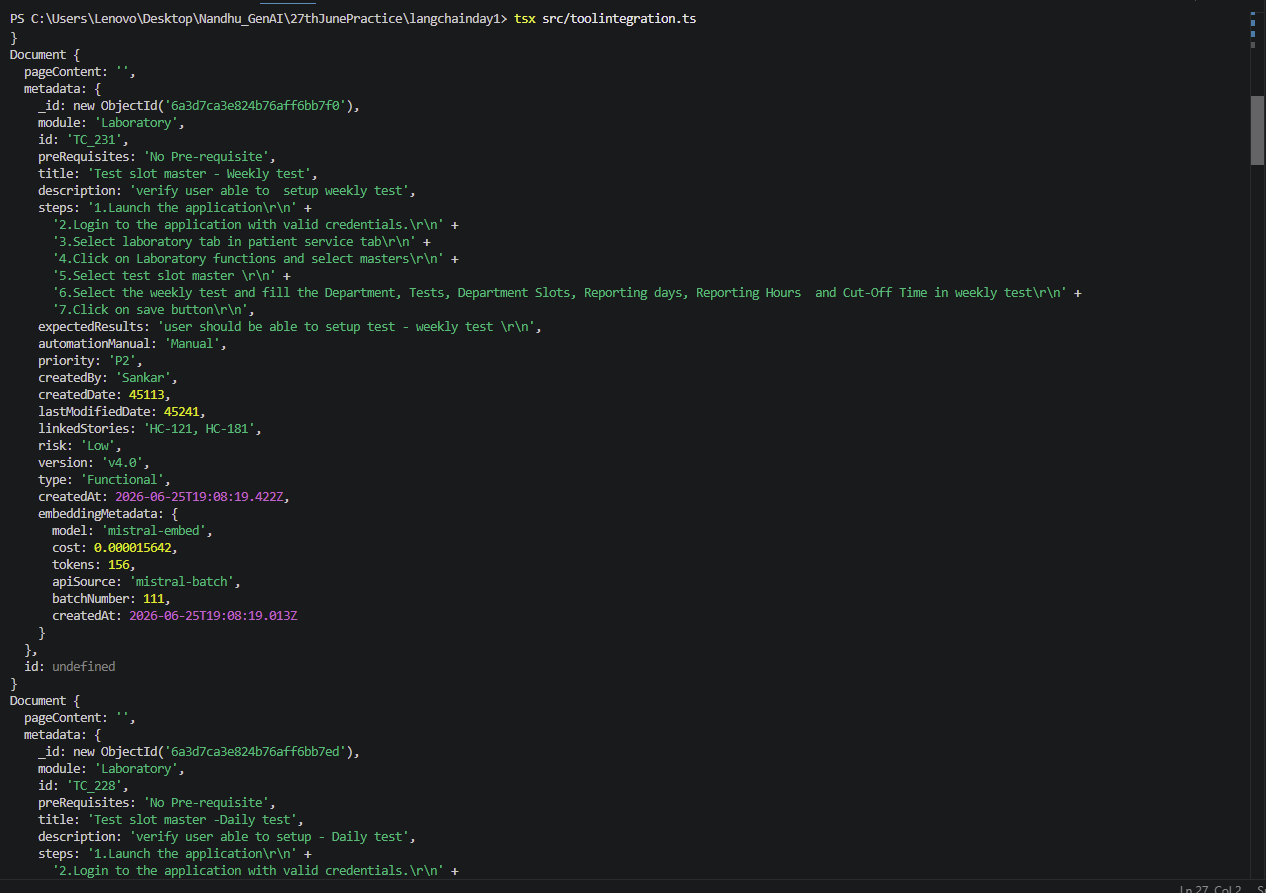 PS C:\Users\Lenovo\Desktop\Nandhu_GenAI\27thJunePractice\langchainday1> tsx src/toolintegration.ts
}
Document {
  pageContent: '',
  metadata: {
    _id: new ObjectId('6a3d7ca3e824b76aff6bb7f0'),
    module: 'Laboratory',
    id: 'TC_231',
    preRequisites: 'No Pre-requisite',
    title: 'Test slot master - Weekly test',
    description: 'verify user able to  setup weekly test',
    steps: '1.Launch the application\r\n' +
      '2.Login to the application with valid credentials.\r\n' +
      '3.Select laboratory tab in patient service tab\r\n' +
      '4.Click on Laboratory functions and select masters\r\n' +
      '5.Select test slot master \r\n' +
      '6.Select the weekly test and fill the Department, Tests, Department Slots, Reporting days, Reporting Hours  and Cut-Off Time in weekly test\r\n' +
      '7.Click on save button\r\n',
    expectedResults: 'user should be able to setup test - weekly test \r\n',
    automationManual: 'Manual',
    priority: 'P2',
    createdBy: 'Sankar',
    createdDate: 45113,
    lastModifiedDate: 45241,
    linkedStories: 'HC-121, HC-181',
    risk: 'Low',
    version: 'v4.0',
    type: 'Functional',
    createdAt: 2026-06-25T19:08:19.422Z,
    embeddingMetadata: {
      model: 'mistral-embed',
      cost: 0.000015642,
      tokens: 156,
      apiSource: 'mistral-batch',
      batchNumber: 111,
      createdAt: 2026-06-25T19:08:19.013Z
    }
  },
  id: undefined
}
Document {
  pageContent: '',
  metadata: {
    _id: new ObjectId('6a3d7ca3e824b76aff6bb7ed'),
    module: 'Laboratory',
    id: 'TC_228',
    preRequisites: 'No Pre-requisite',
    title: 'Test slot master -Daily test',
    description: 'verify user able to setup - Daily test',
    steps: '1.Launch the application\r\n' +
      '2.Login to the application with valid credentials.\r\n' +
Ln 27, Col 2